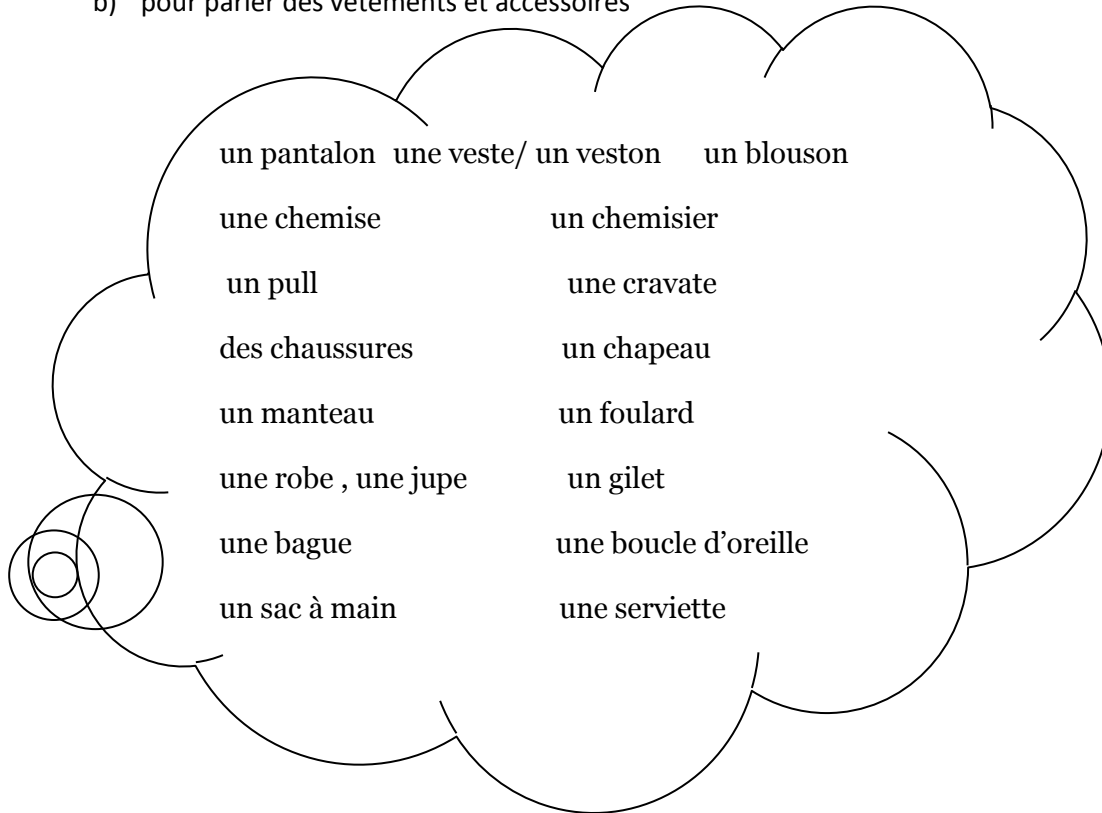 b) pour parler des vêtements et accessoires
un pantalon une veste/ un veston un blouson
une chemise un chemisier
un pull une cravate
des chaussures un chapeau
un manteau un foulard
une robe , une jupe un gilet
une bague une boucle d’oreille
un sac à main une serviette